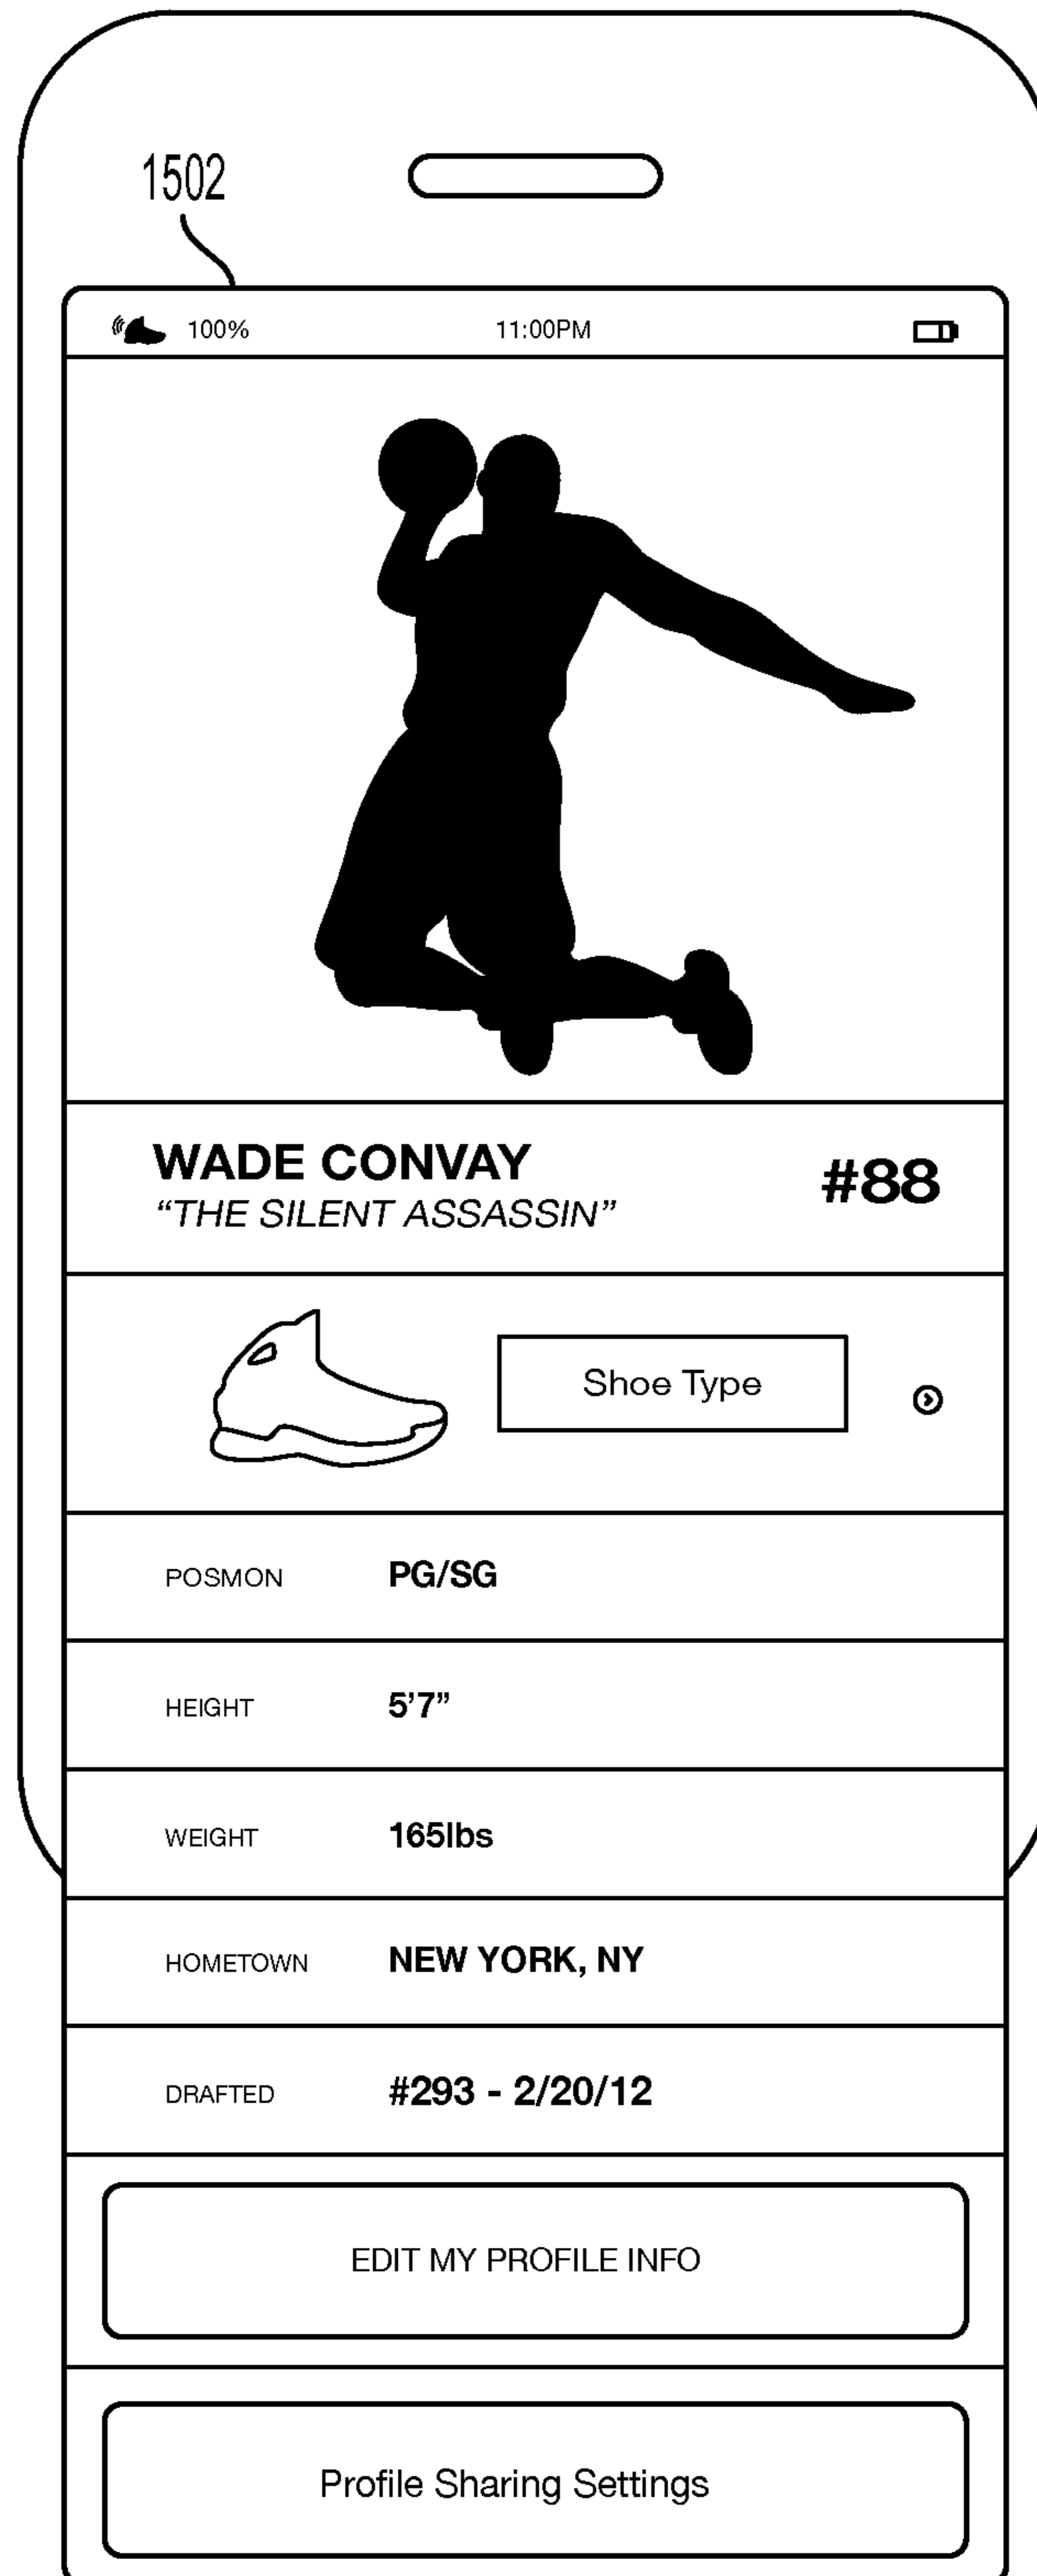 1502
100% 11:00PM
WADE CONVAY #88
“THE SILENT ASSASSIN”
Shoe Type
POSMON PG/SG
HEIGHT 5’7”
WEIGHT 165lbs
HOMETOWN NEW YORK, NY
DRAFTED #293 - 2/20/12
EDIT MY PROFILE INFO
Profile Sharing Settings